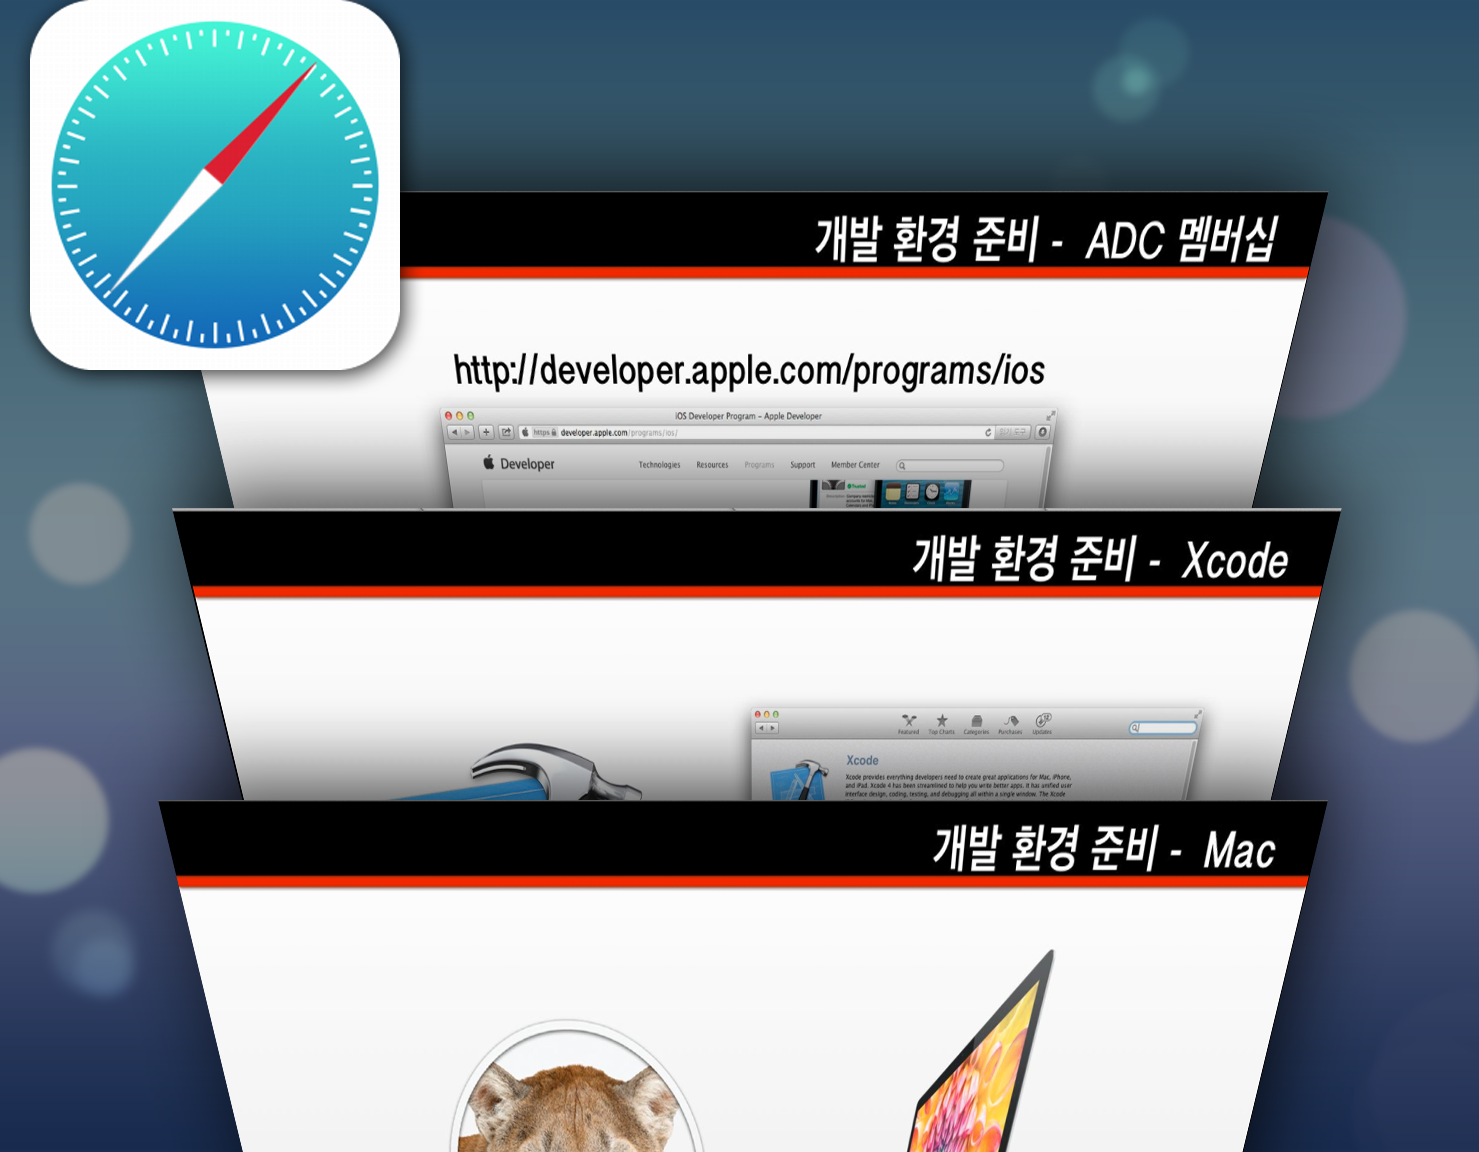 개발 환경 준비 - ADC 멤버십
http://developer.apple.com/programs/ios
iOS Developer Program - Apple Developer
https developer.apple.com/programs/ios/
Developer Technologies Resources Programs Support Member Center
개발 환경 준비 - Xcode
Featured Top Charts Categories Purchases Updates
Xcode
Xcode provides everything developers need to create great applications for Mac, iPhone,
and iPad. Xcode 4 has been streamlined to help you write better apps. It has unified user
interface design, coding, testing, and debugging all within a single window. The Xcode
개발 환경 준비 - Mac